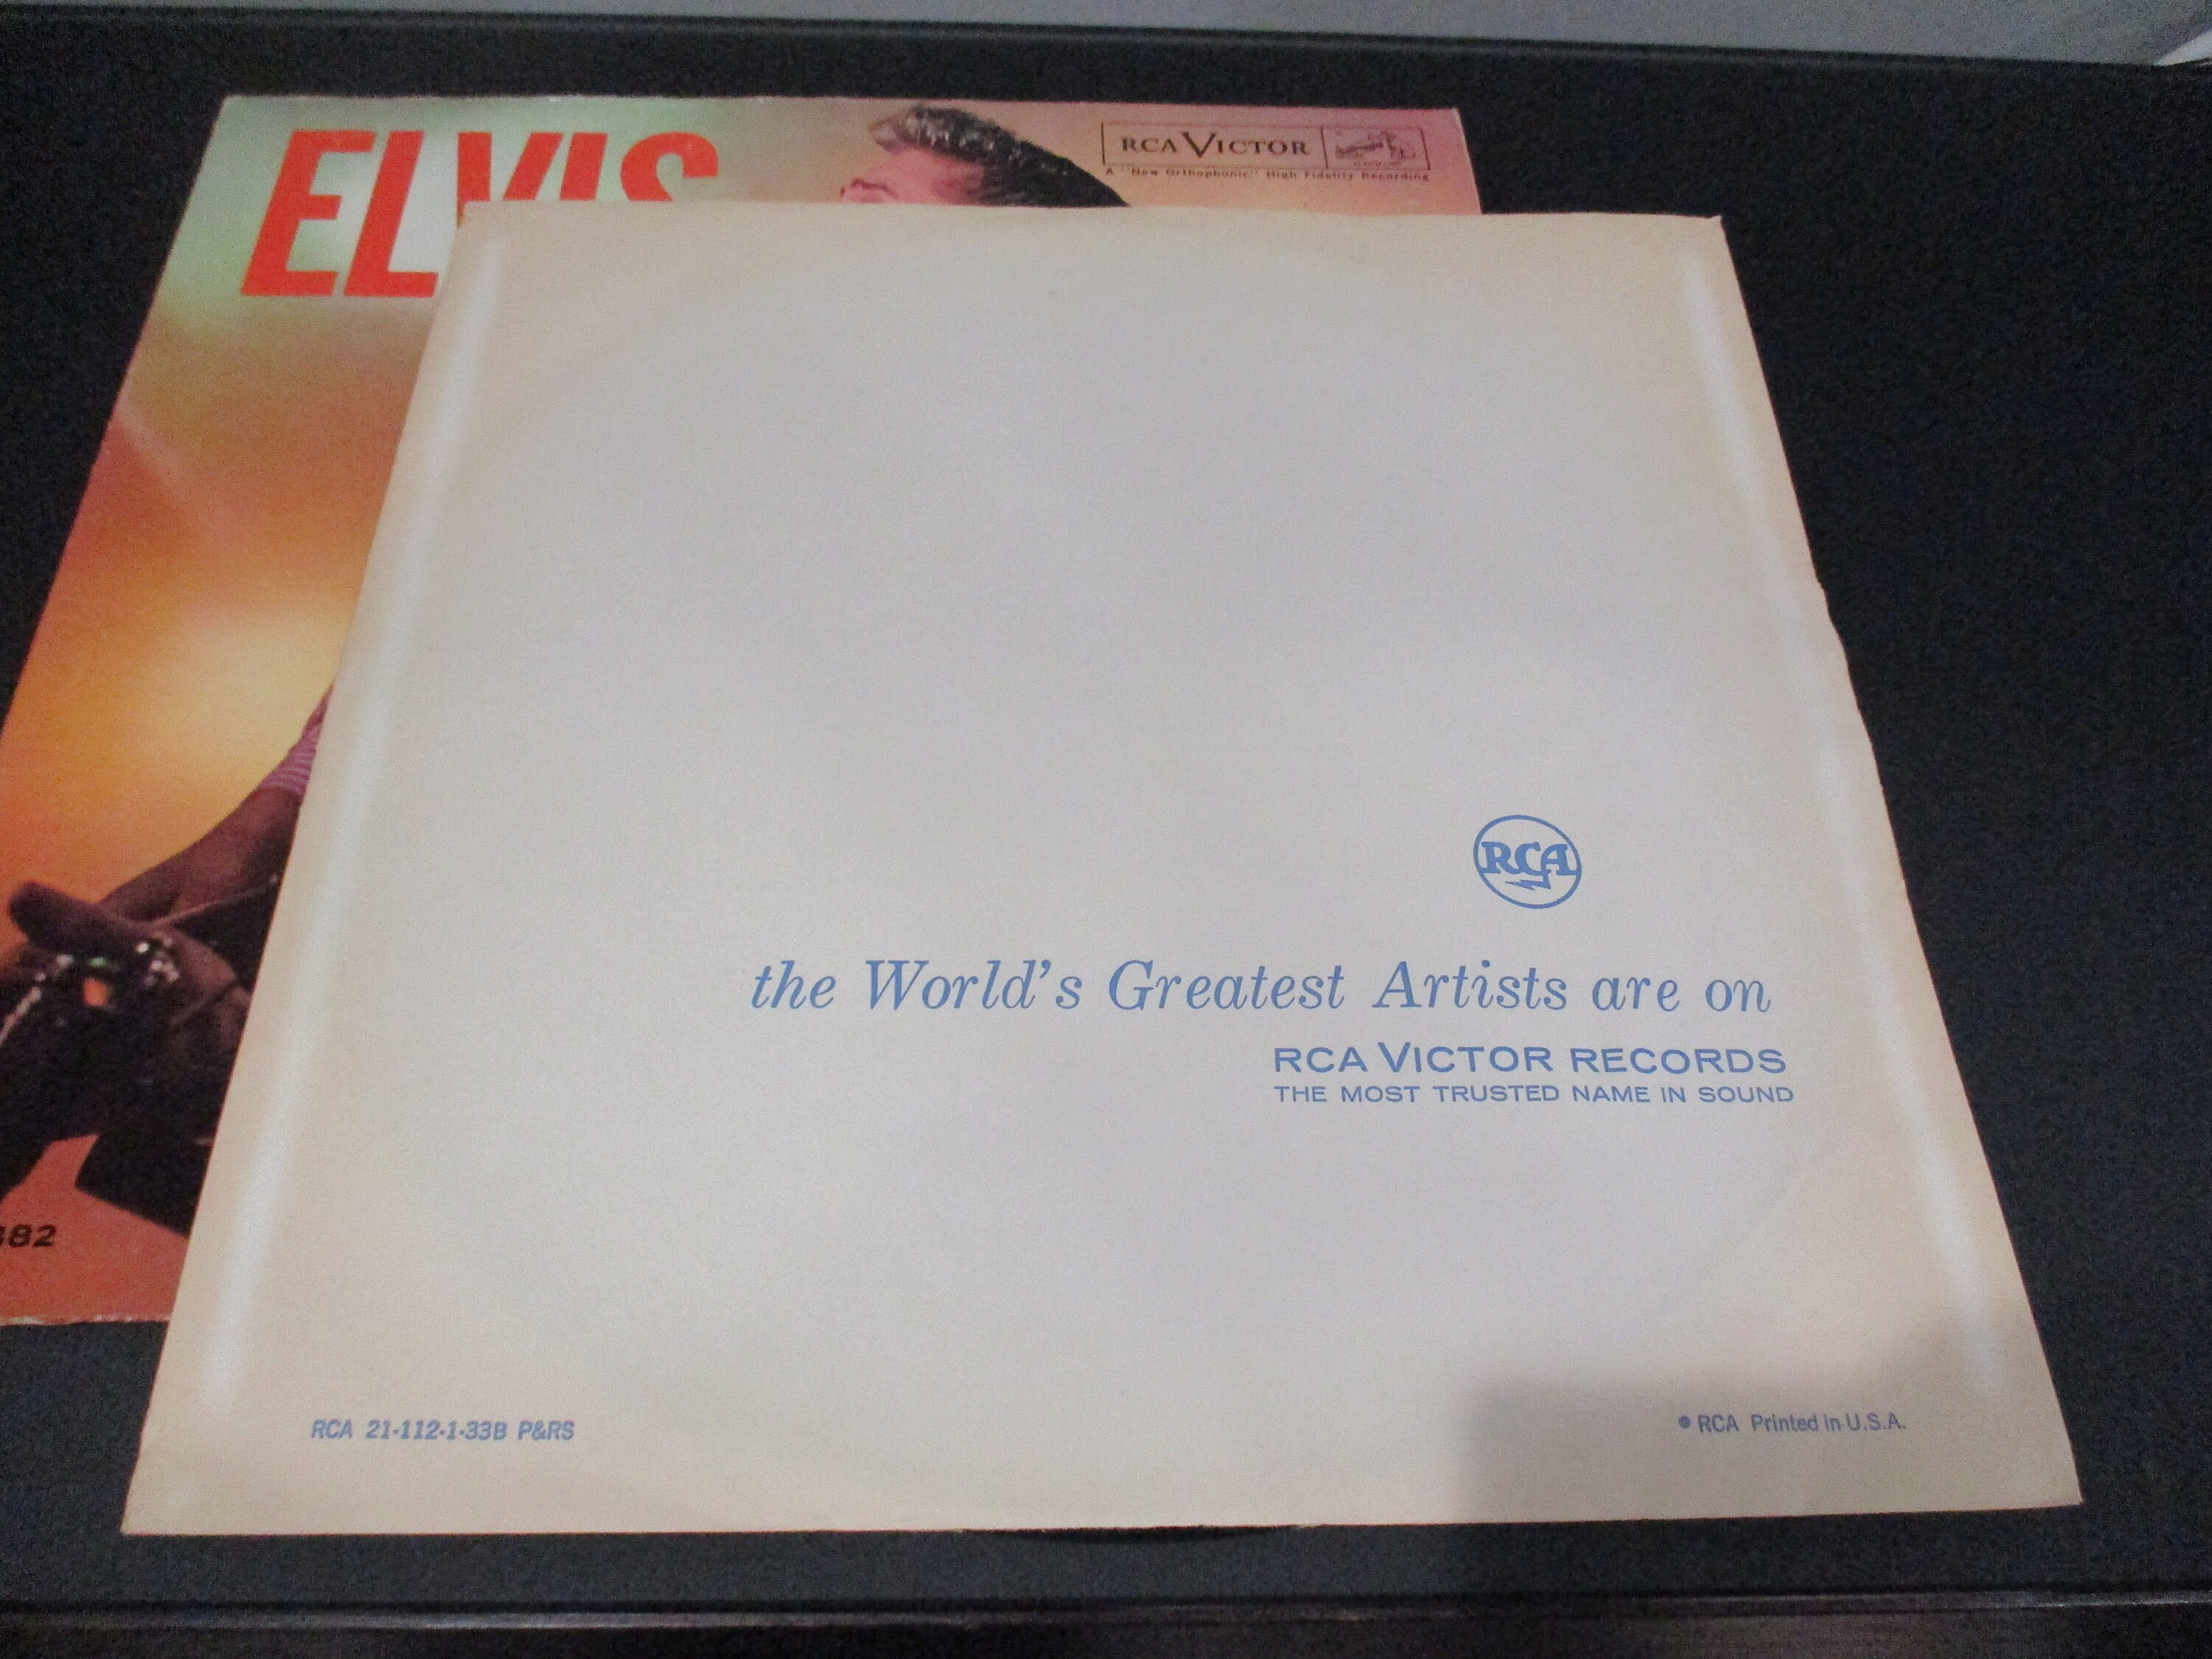 ELVIS
RCA VICTOR
A "New Orthophonic" High Fidelity Recording
RCA
the World's Greatest Artists are on
RCA VICTOR RECORDS
THE MOST TRUSTED NAME IN SOUND
82
RCA 21-112-1-33B P&RS
® RCA Printed in U.S.A.